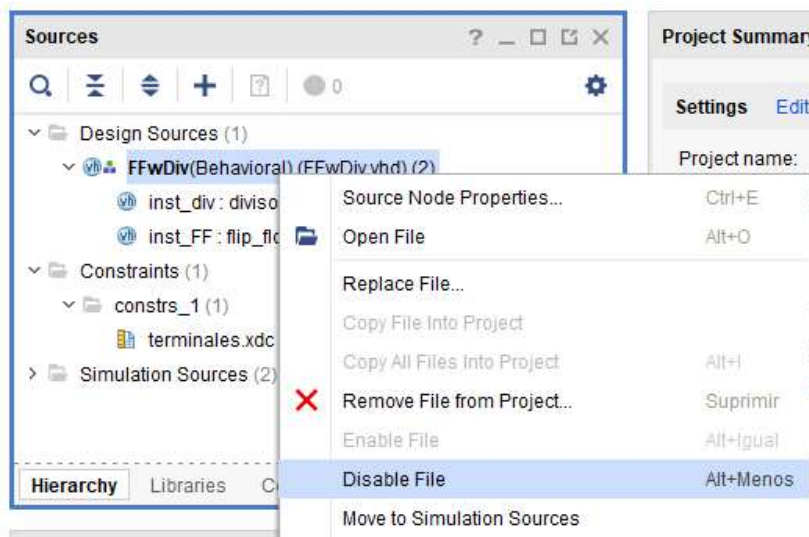 Sources
? 0
Design Sources (1)
FFwDiv(Behavioral) (FFwDiv.vhd) (2)
inst_div : diviso
inst_FF : flip_flo
Constraints (1)
constrs_1 (1)
terminales.xdc
Simulation Sources (2)
Hierarchy Libraries Co
Project Summary
Settings Edit
Project name:
Source Node Properties... Ctrl+E
Open File Alt+O
Replace File...
Copy File Into Project
Copy All Files Into Project Alt+I
Remove File from Project... Suprimir
Enable File Alt+Igual
Disable File Alt+Menos
Move to Simulation Sources